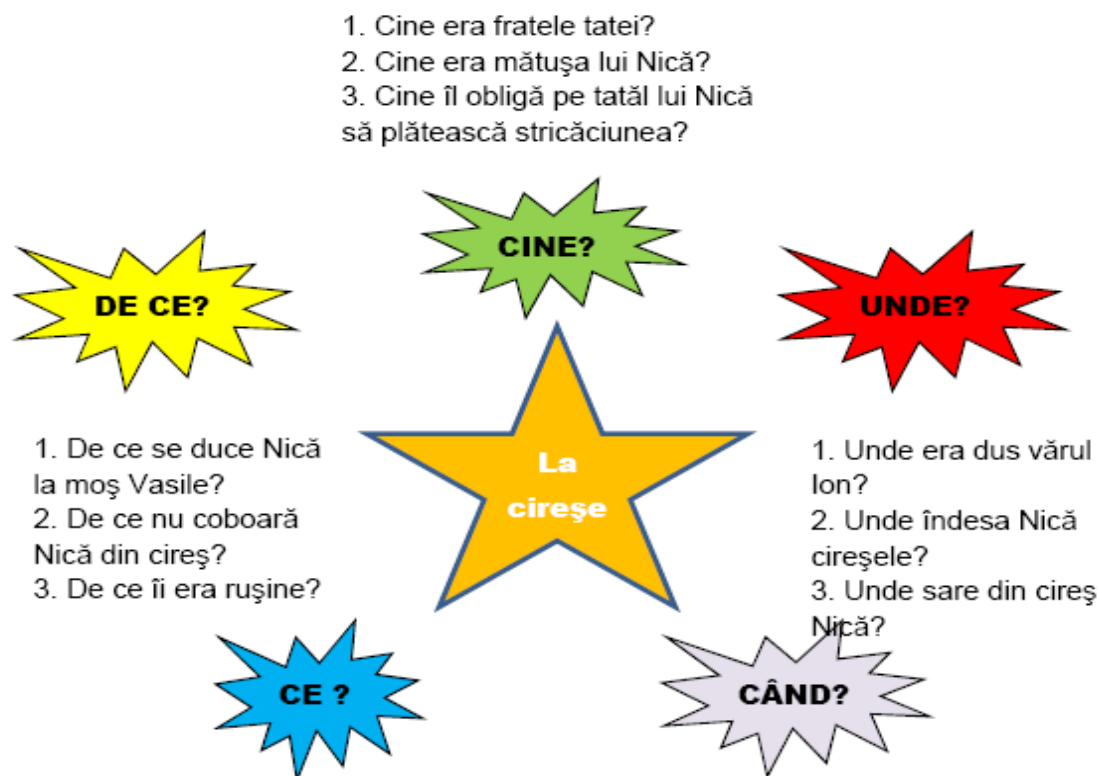 1. Cine era fratele tatei?
2. Cine era mătuşa lui Nică?
3. Cine îl obligă pe tatăl lui Nică
să plătească stricăciunea?
CINE?
DE CE?
UNDE?
1. De ce se duce Nică
la moş Vasile?
2. De ce nu coboară
Nică din cireş?
3. De ce îi era ruşine?
La
cireşe
1. Unde era dus vărul
Ion?
2. Unde îndesa Nică
cireşele?
3. Unde sare din cireş
Nică?
CE ?
CÂND?